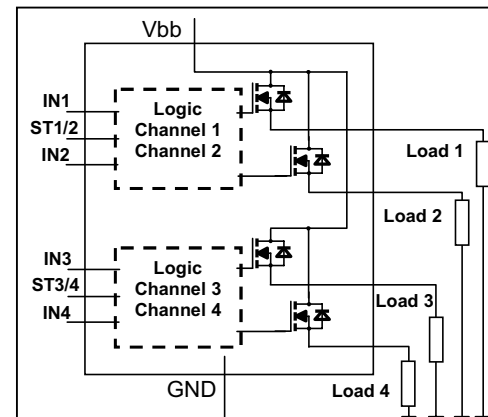 Vbb
IN1
ST1/2
IN2
Logic
Channel 1
Channel 2
Load 1
Load 2
IN3
ST3/4
IN4
Logic
Channel 3
Channel 4
Load 3
Load 4
GND